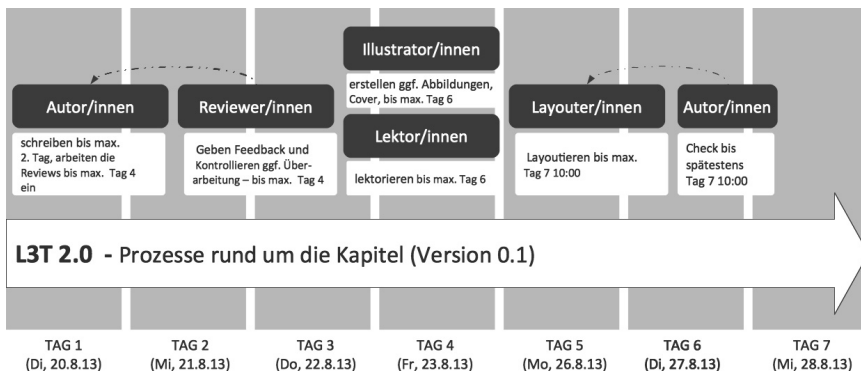 Illustrator/innen
erstellen ggf. Abbildungen,
Cover, bis max. Tag 6
Autor/innen
schreiben bis max.
2. Tag, arbeiten die
Reviews bis max. Tag 4
ein
Reviewer/innen
Geben Feedback und
Kontrollieren ggf. Über-
arbeitung – bis max. Tag 4
Lektor/innen
lektorieren bis max. Tag 6
Layouter/innen
Layoutieren bis max.
Tag 7 10:00
Autor/innen
Check bis
spätestens
Tag 7 10:00
L3T 2.0 - Prozesse rund um die Kapitel (Version 0.1)
TAG 1
(Di, 20.8.13)
TAG 2
(Mi, 21.8.13)
TAG 3
(Do, 22.8.13)
TAG 4
(Fr, 23.8.13)
TAG 5
(Mo, 26.8.13)
TAG 6
(Di, 27.8.13)
TAG 7
(Mi, 28.8.13)